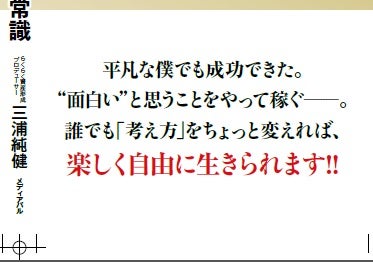 平凡な僕でも成功できた。
“面白い”と思うことをやって稼ぐ――。
誰でも「考え方」をちょっと変えれば、
楽しく自由に生きられます!!
常識
らくらく資産形成
プロデューサー
三浦純健
メディアパル